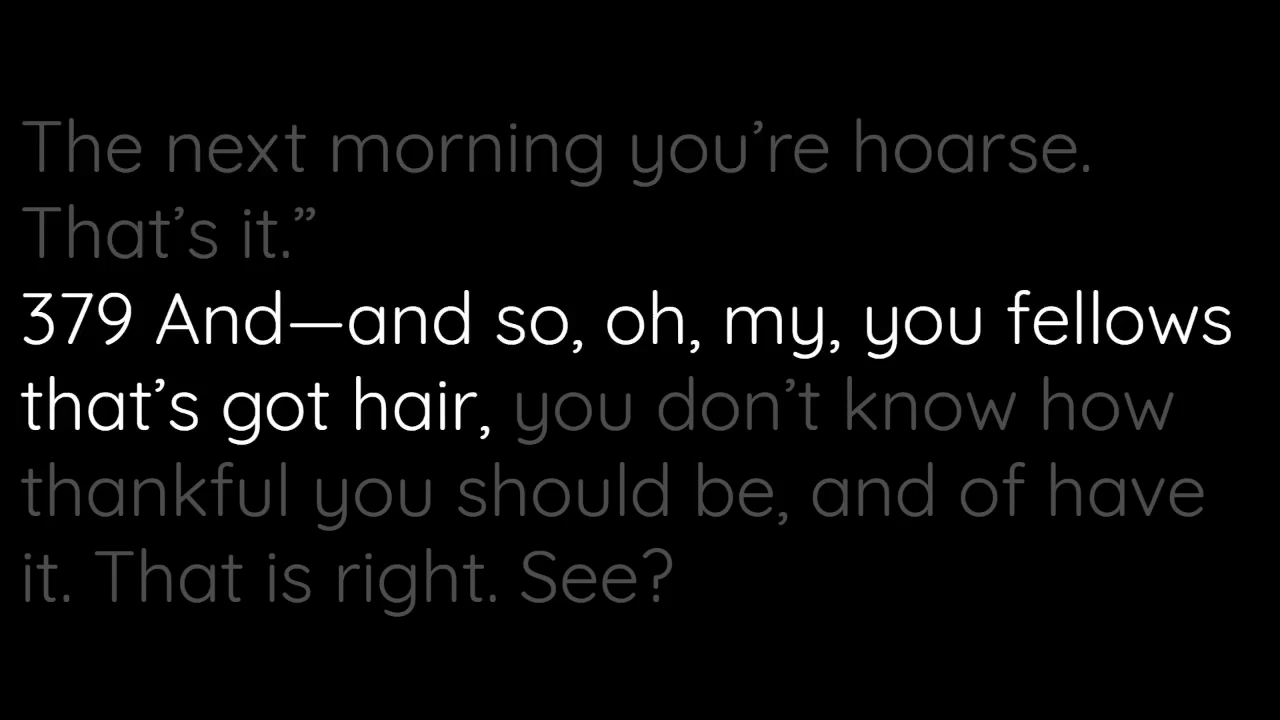 The next morning you’re hoarse.
That’s it.”
379 And—and so, oh, my, you fellows
that’s got hair, you don’t know how
thankful you should be, and of have
it. That is right. See?